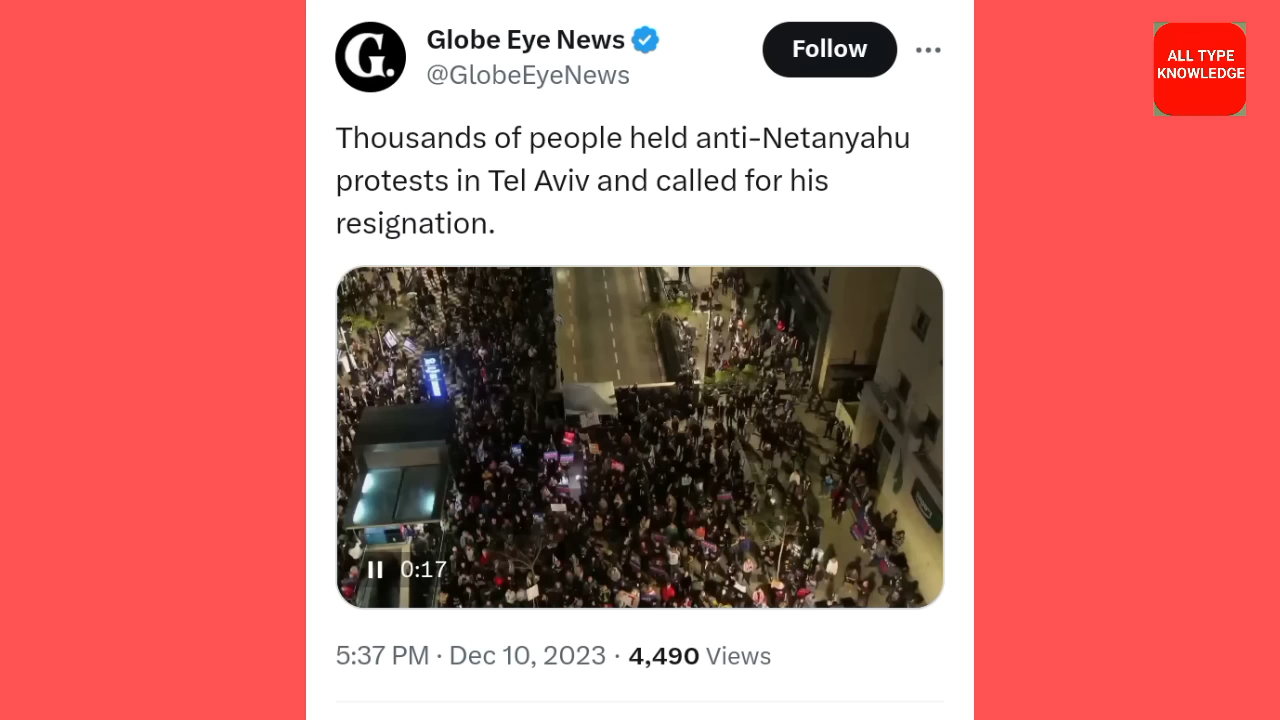 Globe Eye News
@GlobeEyeNews
Follow
ALL TYPE
KNOWLEDGE
Thousands of people held anti-Netanyahu
protests in Tel Aviv and called for his
resignation.
0:17
5:37 PM · Dec 10, 2023 · 4,490 Views